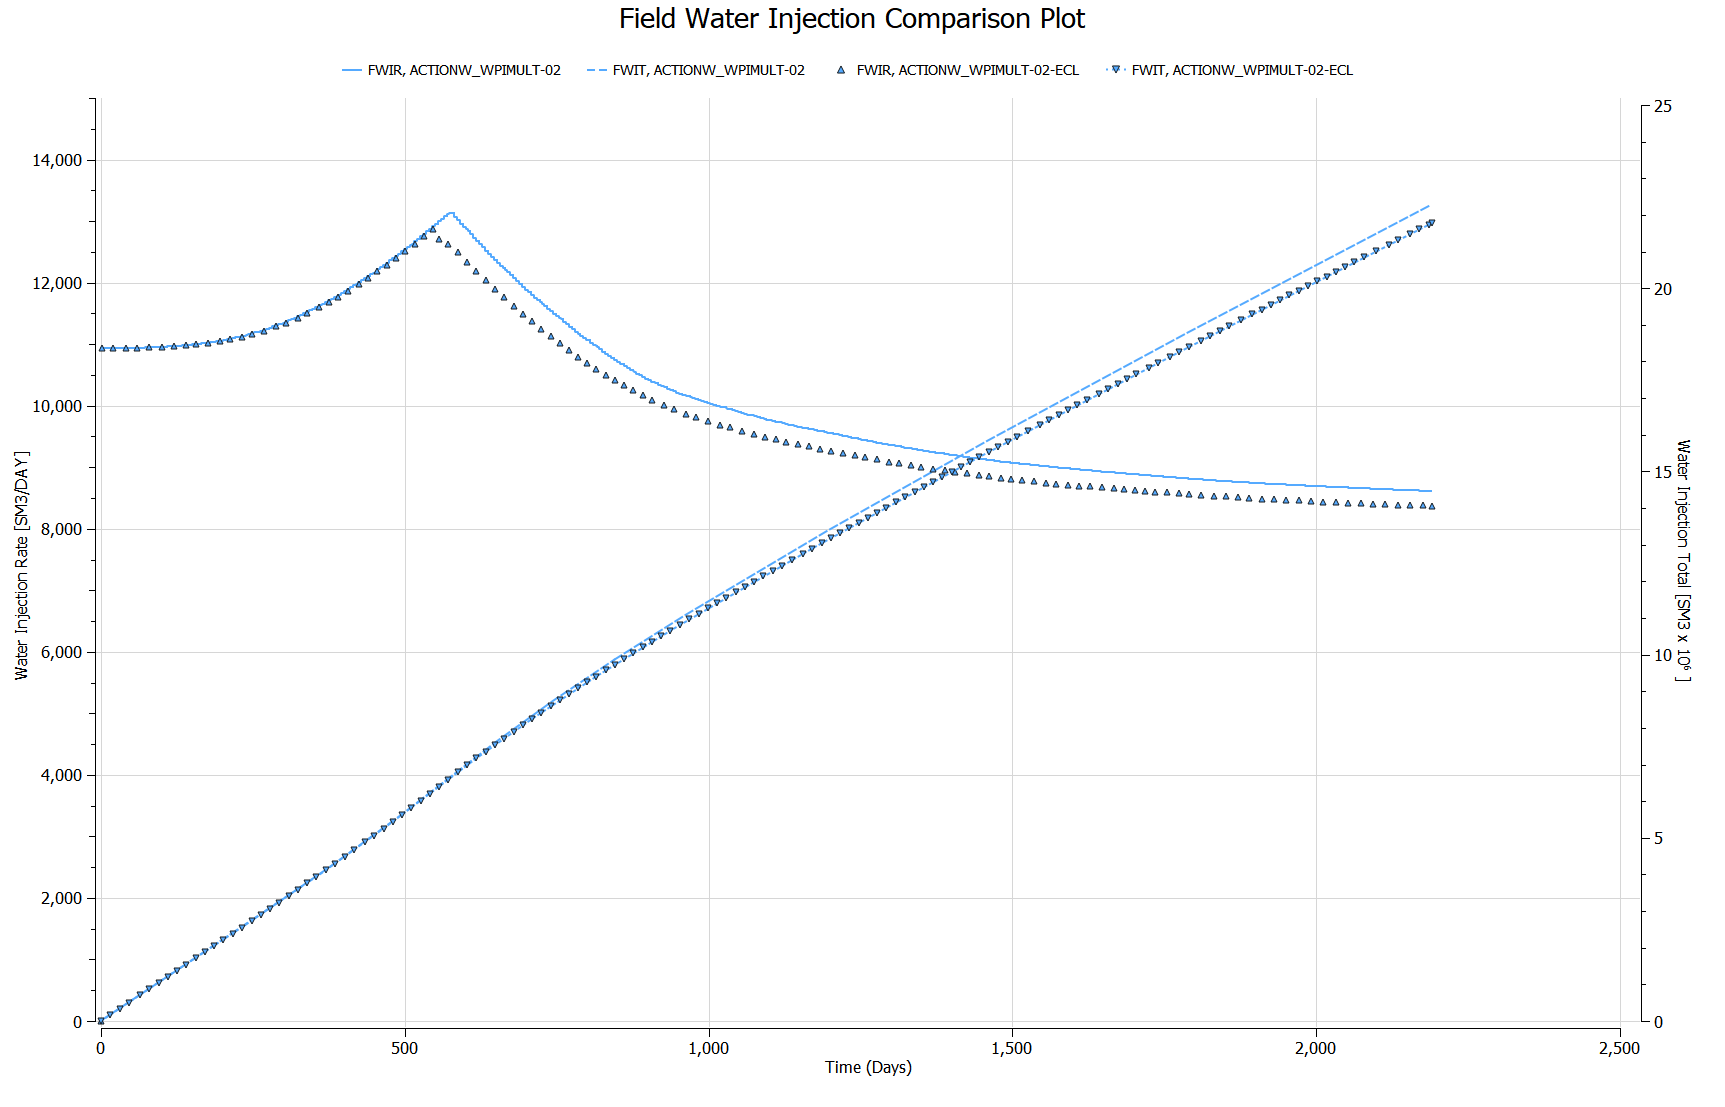 Field Water Injection Comparison Plot
FWIR, ACTIONW_WPIMULT-02 FWIT, ACTIONW_WPIMULT-02 FWIR, ACTIONW_WPIMULT-02-ECL FWIT, ACTIONW_WPIMULT-02-ECL
Water Injection Rate [SM3/DAY]
14,000
12,000
10,000
8,000
6,000
4,000
2,000
0
25
20
15
10
5
0
Water Injection Total [SM3 x 10⁶ ]
0 500 1,000 1,500 2,000 2,500
Time (Days)